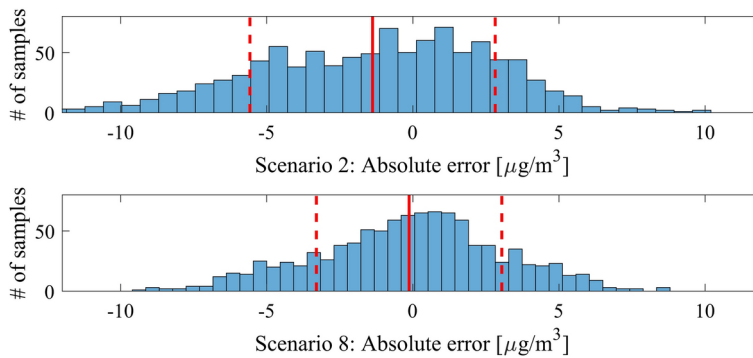 # of samples
50
0
-10 -5 0 5 10
Scenario 2: Absolute error [μg/m³]
# of samples
50
0
-10 -5 0 5 10
Scenario 8: Absolute error [μg/m³]